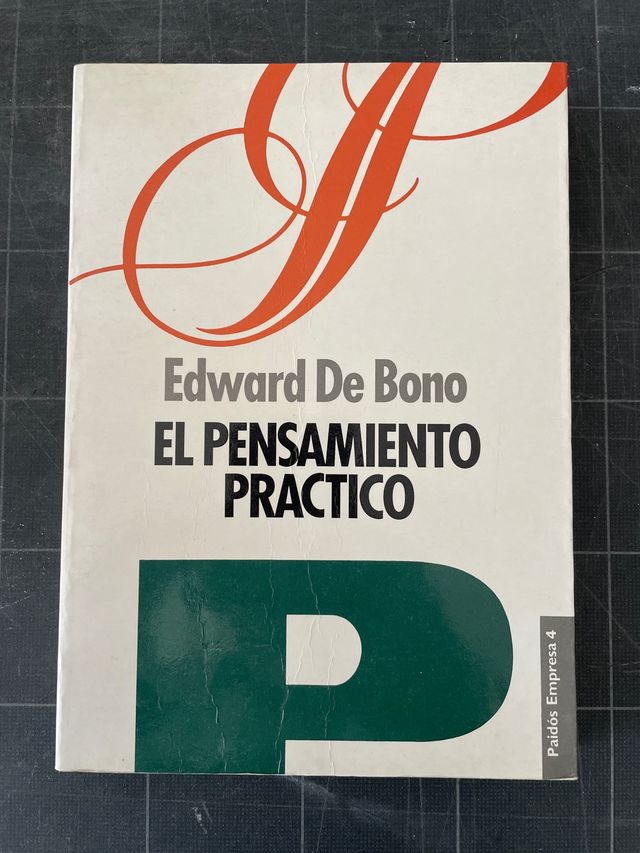 Edward De Bono
EL PENSAMIENTO
PRACTICO
P
Paidós Empresa 4